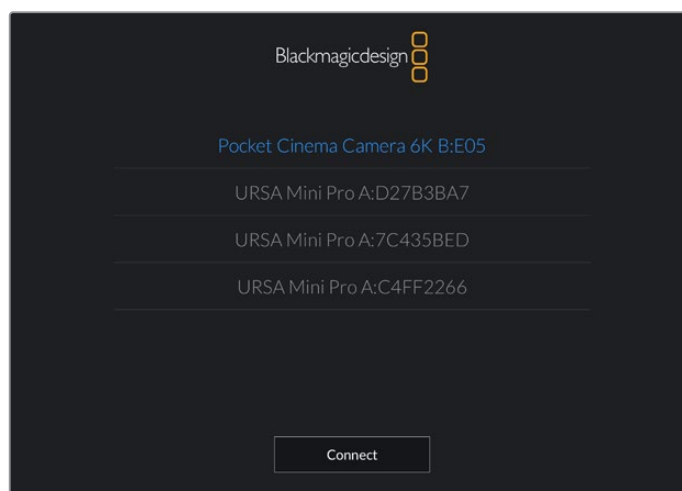 Blackmagicdesign
Pocket Cinema Camera 6K B:E05
URSA Mini Pro A:D27B3BA7
URSA Mini Pro A:7C435BED
URSA Mini Pro A:C4FF2266
Connect